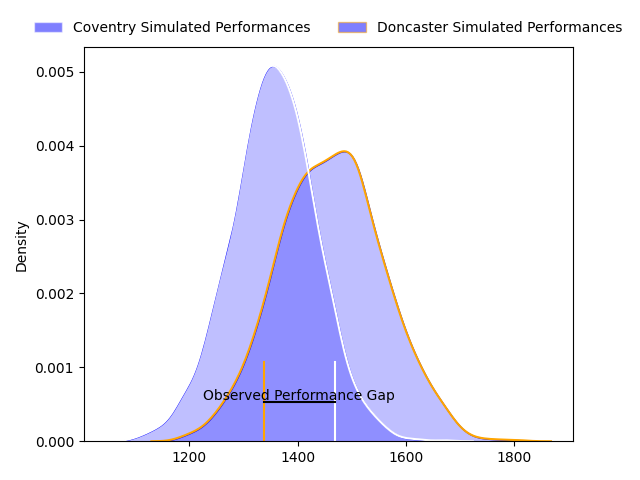 Coventry Simulated Performances
Doncaster Simulated Performances
0.005
0.004
0.003
0.002
0.001
0.000
Density
Observed Performance Gap
1200
1400
1600
1800